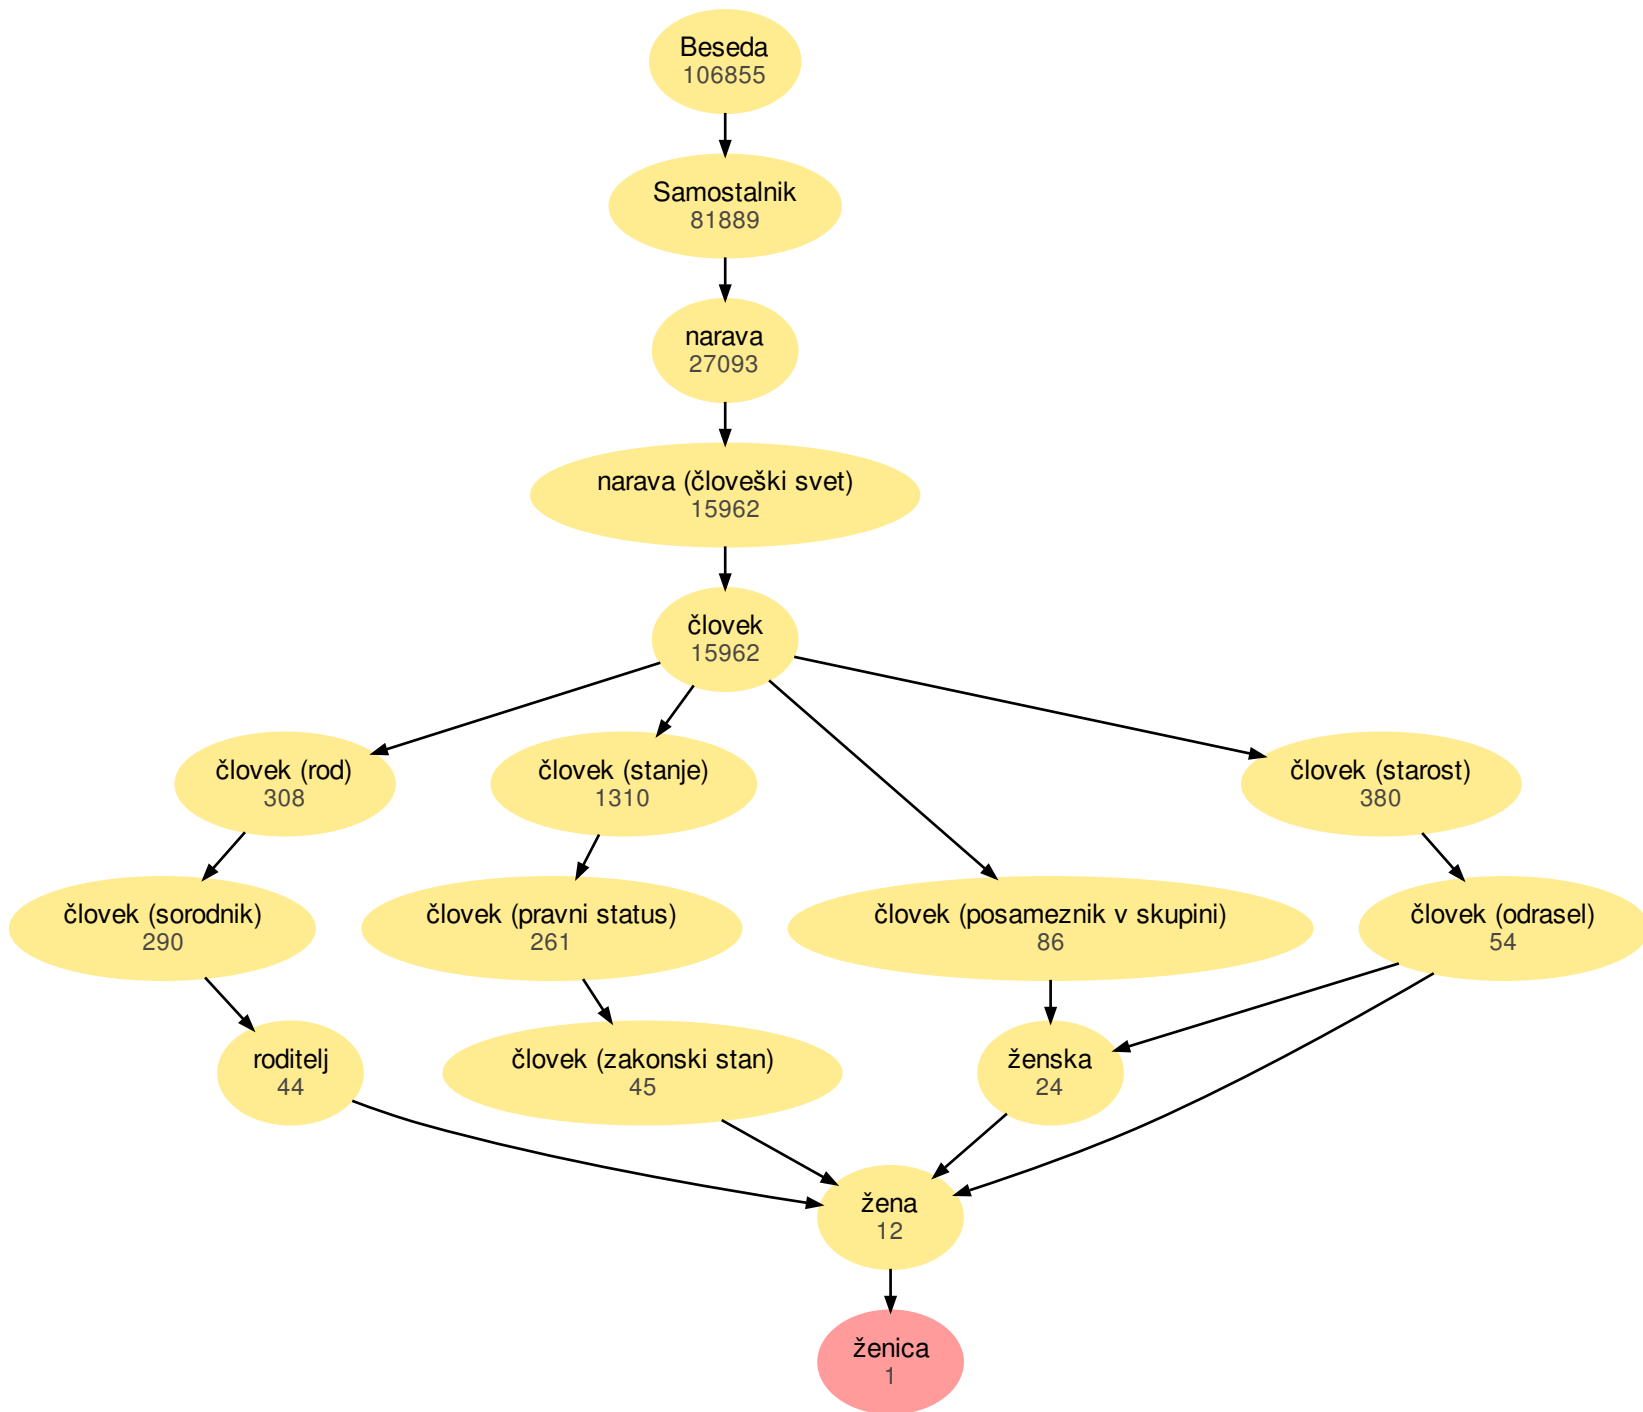 Beseda
106855
Samostalnik
81889
narava
27093
narava (človeški svet)
15962
človek
15962
človek (rod)
308
človek (stanje)
1310
človek (starost)
380
človek (sorodnik)
290
človek (pravni status)
261
človek (posameznik v skupini)
86
človek (odrasel)
54
roditelj
44
človek (zakonski stan)
45
ženska
24
žena
12
ženica
1